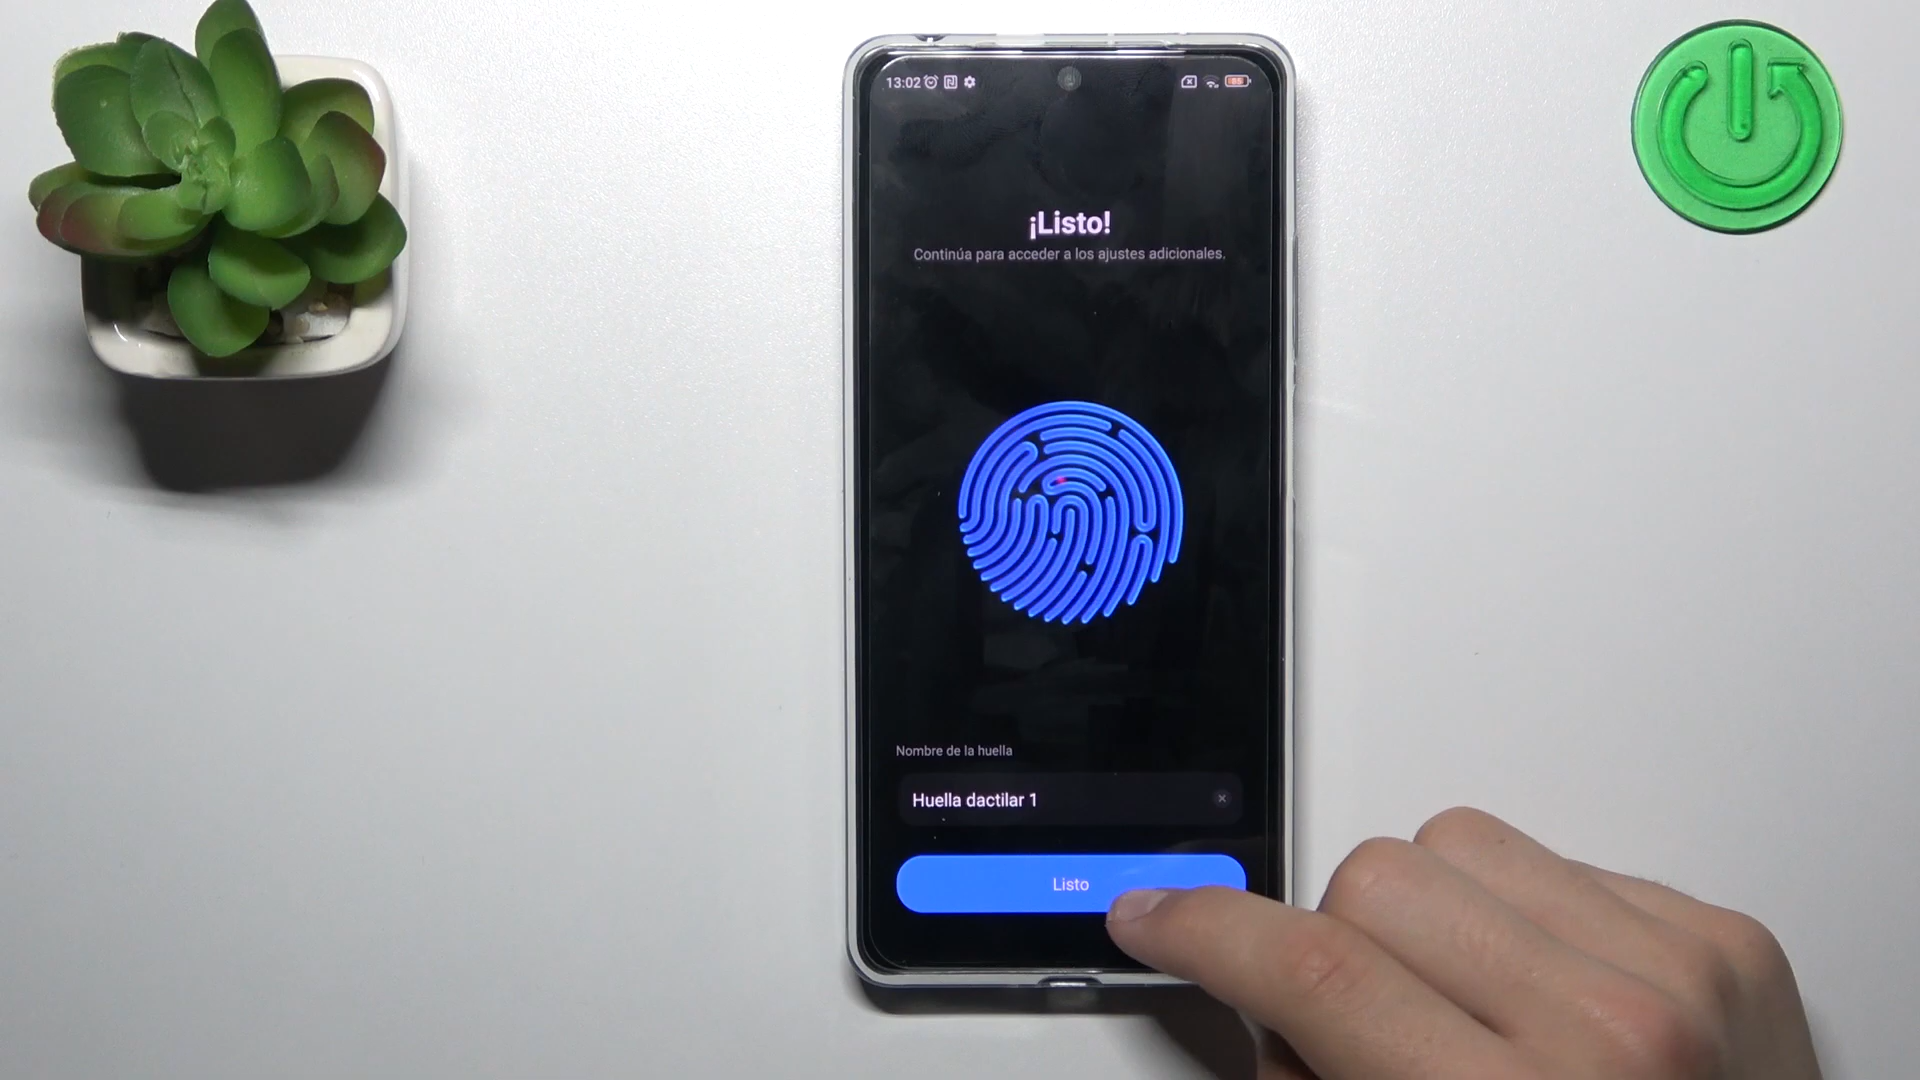 13:02
¡Listo!
Continúa para acceder a los ajustes adicionales.
Nombre de la huella
Huella dactilar 1
Listo